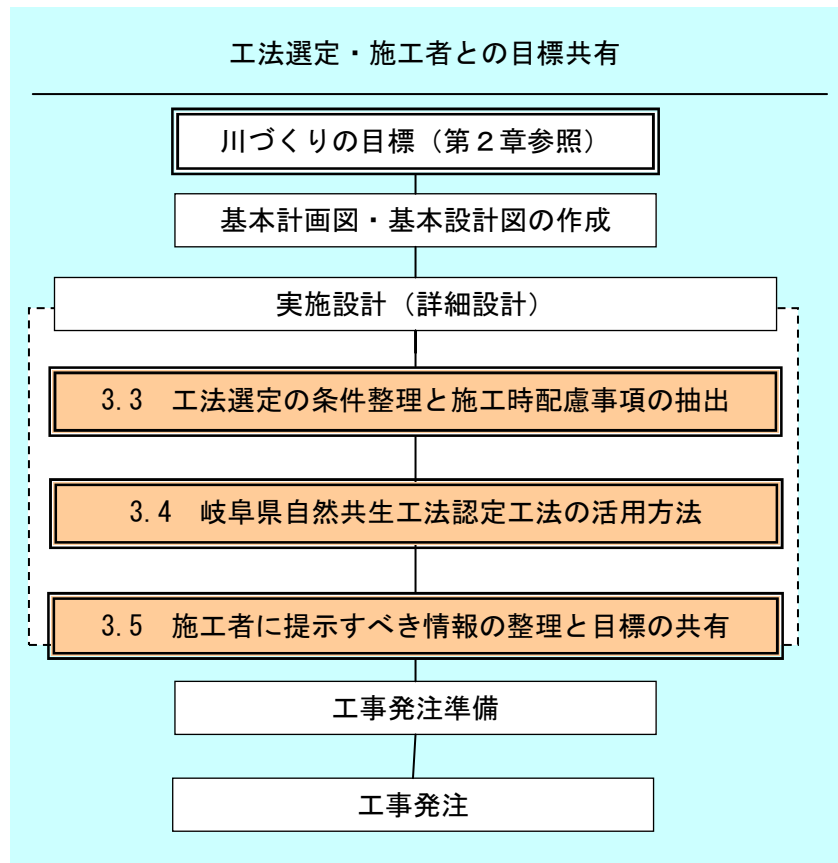 工法選定・施工者との目標共有
川づくりの目標（第２章参照）
基本計画図・基本設計図の作成
実施設計（詳細設計）
3.3　工法選定の条件整理と施工時配慮事項の抽出
3.4　岐阜県自然共生工法認定工法の活用方法
3.5　施工者に提示すべき情報の整理と目標の共有
工事発注準備
工事発注